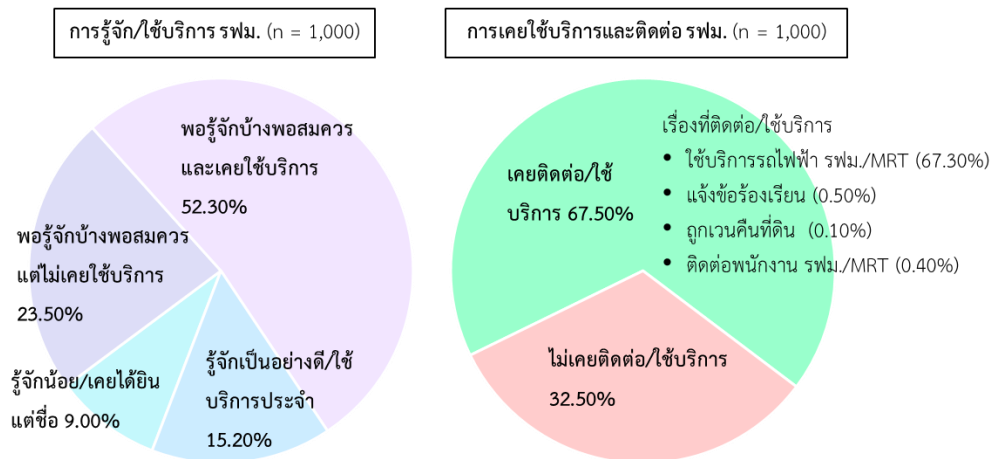 การรู้จัก/ใช้บริการ รฟม. (n = 1,000)
พอรู้จักบ้างพอสมควร
และเคยใช้บริการ
52.30%
พอรู้จักบ้างพอสมควร
แต่ไม่เคยใช้บริการ
23.50%
รู้จักน้อย/เคยได้ยิน
แต่ชื่อ 9.00%
รู้จักเป็นอย่างดี/ใช้
บริการประจำ
15.20%
การเคยใช้บริการและติดต่อ รฟม. (n = 1,000)
เคยติดต่อ/ใช้
บริการ 67.50%
เรื่องที่ติดต่อ/ใช้บริการ
• ใช้บริการรถไฟฟ้า รฟม./MRT (67.30%)
• แจ้งข้อร้องเรียน (0.50%)
• ถูกเวนคืนที่ดิน (0.10%)
• ติดต่อพนักงาน รฟม./MRT (0.40%)
ไม่เคยติดต่อ/ใช้บริการ
32.50%